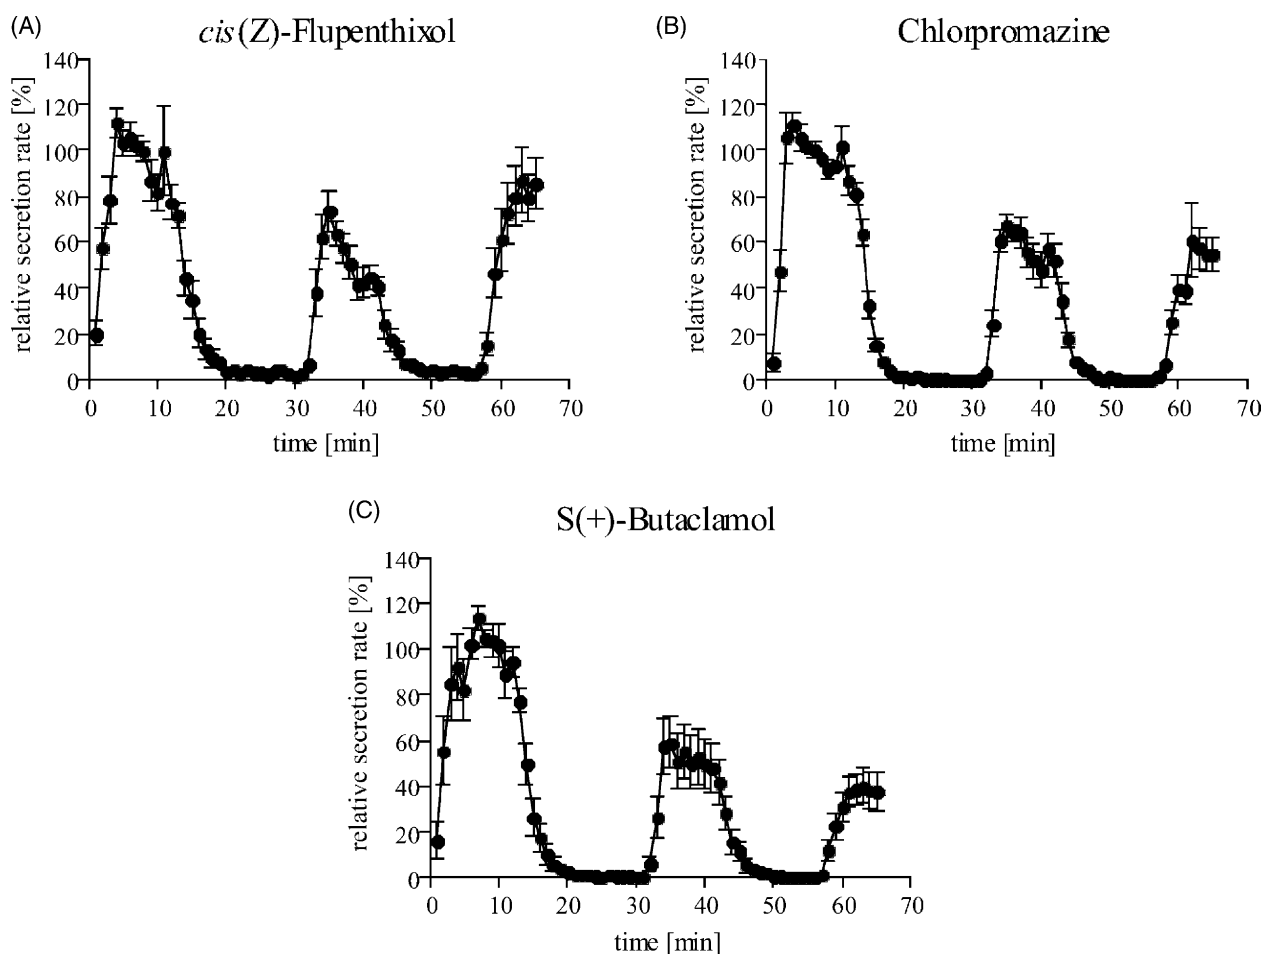 (A)
cis(Z)-Flupenthixol
relative secretion rate [%]
140
120
100
80
60
40
20
0
0 10 20 30 40 50 60 70
time [min]
(B)
Chlorpromazine
relative secretion rate [%]
140
120
100
80
60
40
20
0
0 10 20 30 40 50 60 70
time [min]
(C)
S(+)-Butaclamol
relative secretion rate [%]
140
120
100
80
60
40
20
0
0 10 20 30 40 50 60 70
time [min]